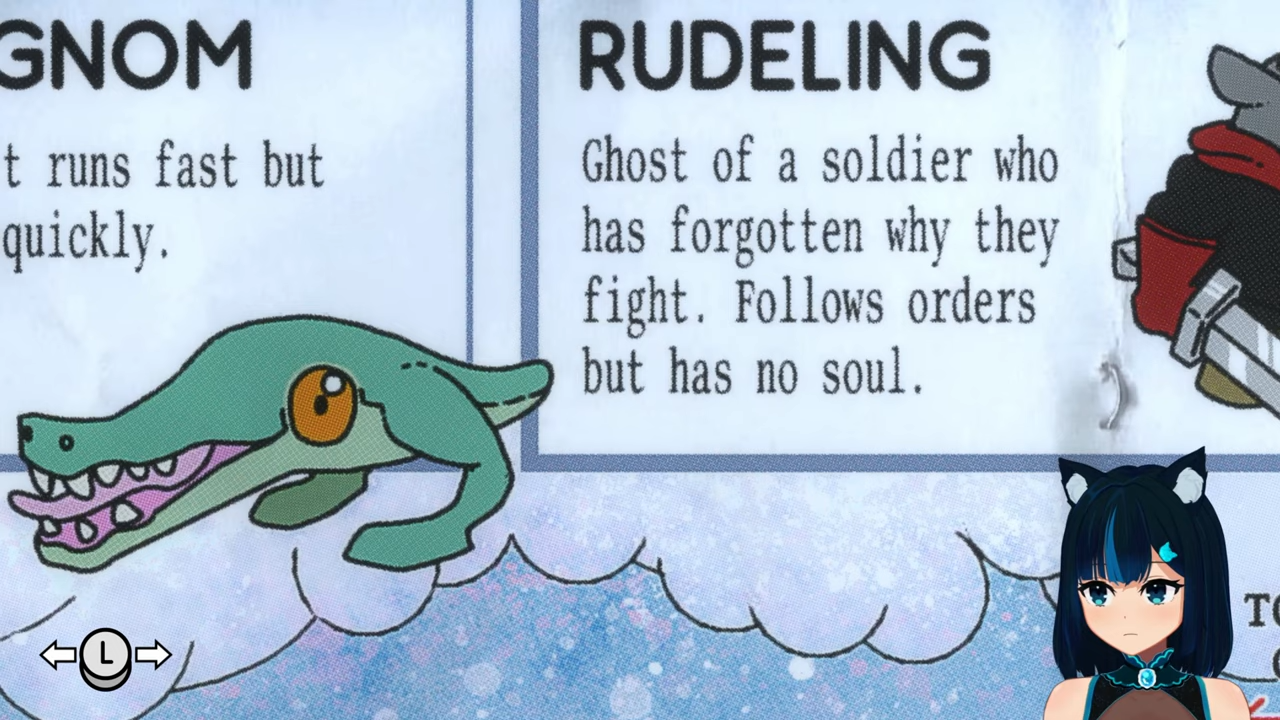 GNOM
t runs fast but
quickly.
RUDELING
Ghost of a soldier who
has forgotten why they
fight. Follows orders
but has no soul.
L